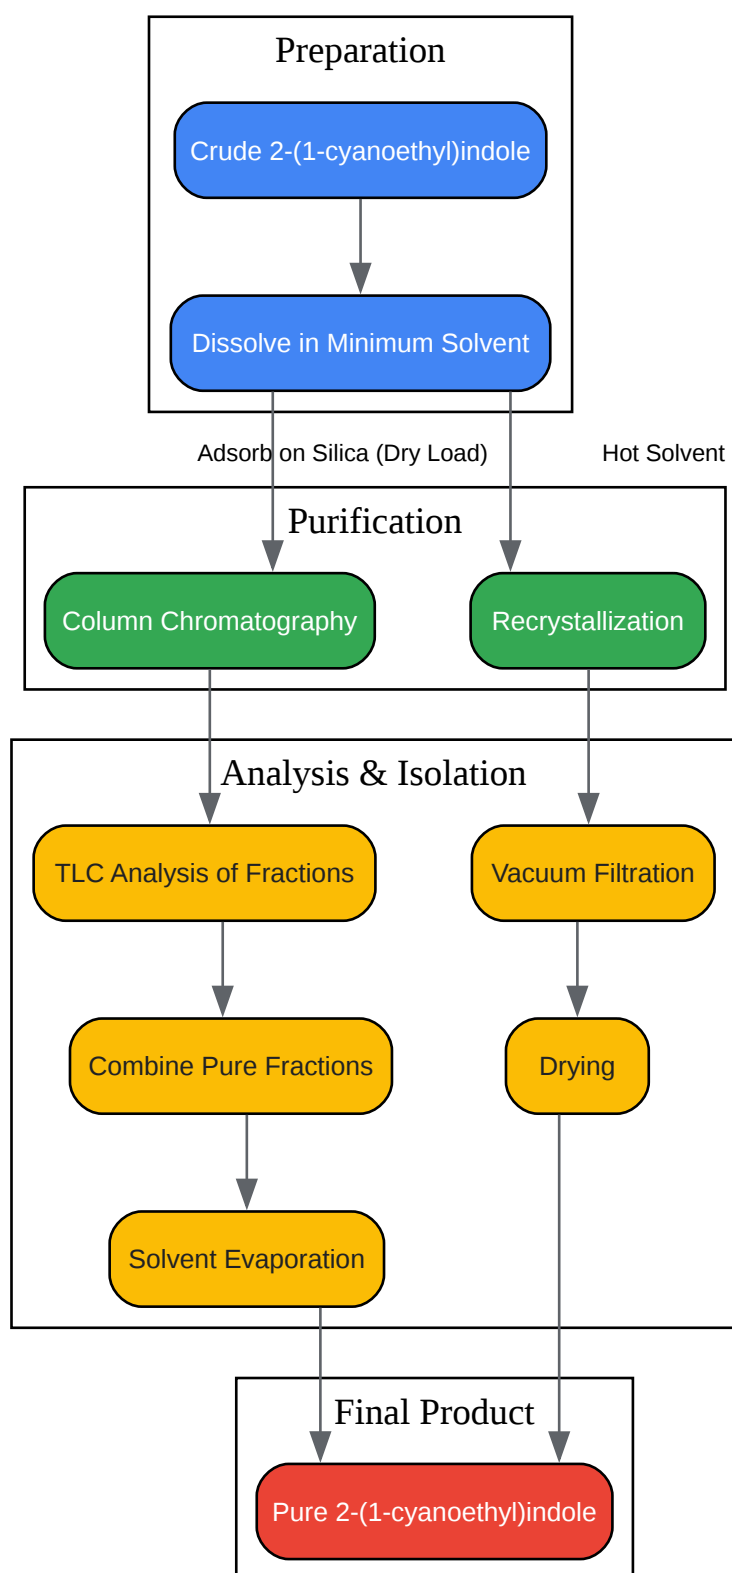 Preparation
Crude 2-(1-cyanoethyl)indole
Dissolve in Minimum Solvent
Adsorb on Silica (Dry Load)
Hot Solvent
Purification
Column Chromatography
Recrystallization
Analysis & Isolation
TLC Analysis of Fractions
Vacuum Filtration
Combine Pure Fractions
Drying
Solvent Evaporation
Final Product
Pure 2-(1-cyanoethyl)indole